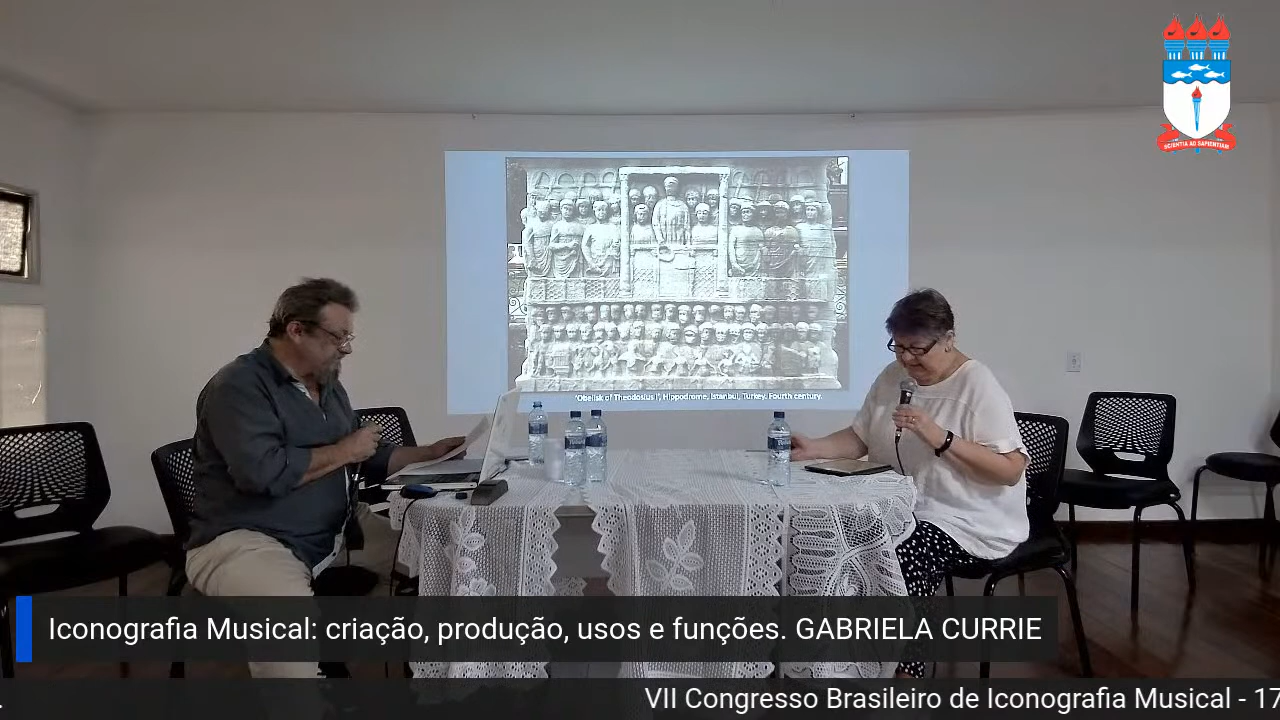 SCIENTIA AD SAPIENTIAM
"Obelisk of Theodosius I", Hippodrome, Istanbul, Turkey. Fourth century.
Iconografia Musical: criação, produção, usos e funções. GABRIELA CURRIE
. VII Congresso Brasileiro de Iconografia Musical - 17